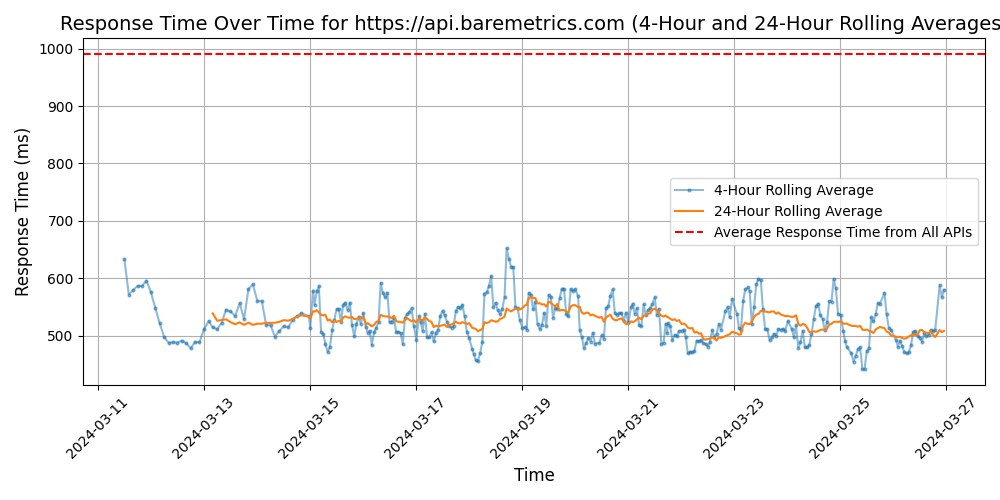 Response Time Over Time for https://api.baremetrics.com (4-Hour and 24-Hour Rolling Averages
1000
900
800
700
600
500
Response Time (ms)
4-Hour Rolling Average
24-Hour Rolling Average
Average Response Time from All APIs
2024-03-11
2024-03-13
2024-03-15
2024-03-17
2024-03-19
2024-03-21
2024-03-23
2024-03-25
2024-03-27
Time